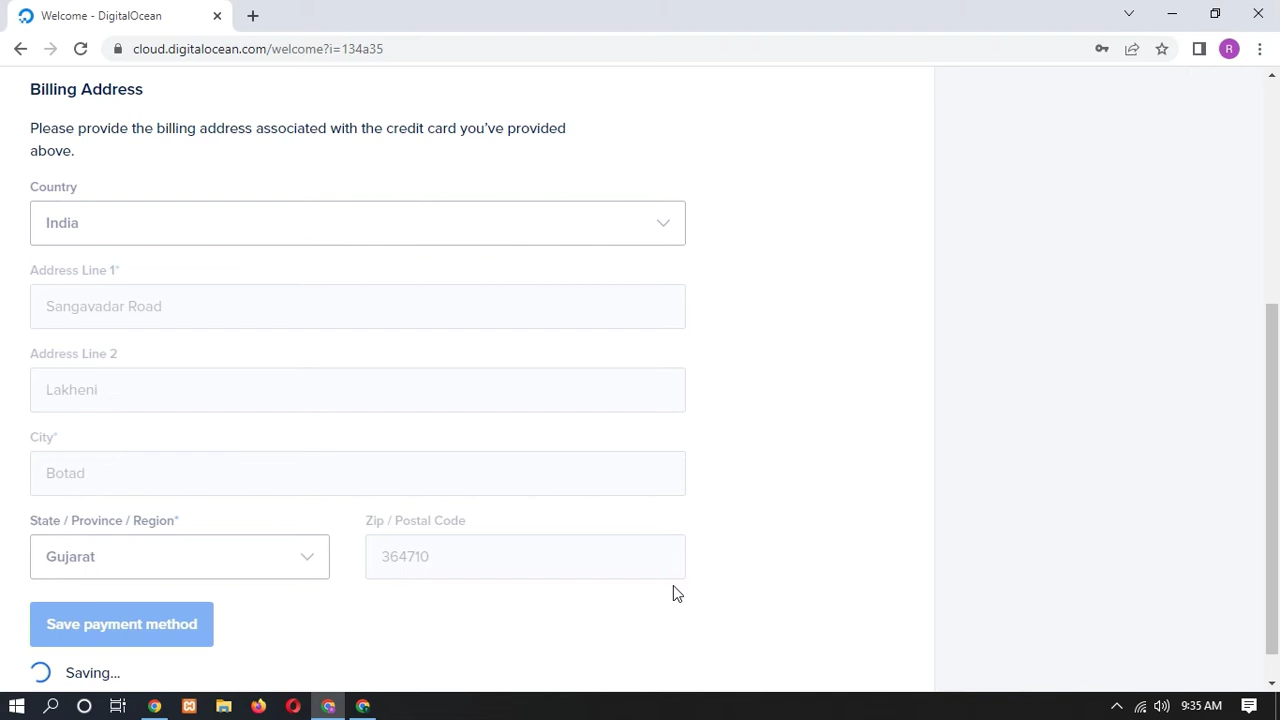 Welcome - DigitalOcean
cloud.digitalocean.com/welcome?i=134a35
R
Billing Address
Please provide the billing address associated with the credit card you’ve provided
above.
Country
India
Address Line 1*
Sangavadar Road
Address Line 2
Lakheni
City*
Botad
State / Province / Region*
Zip / Postal Code
Gujarat
364710
Save payment method
Saving...
9:35 AM